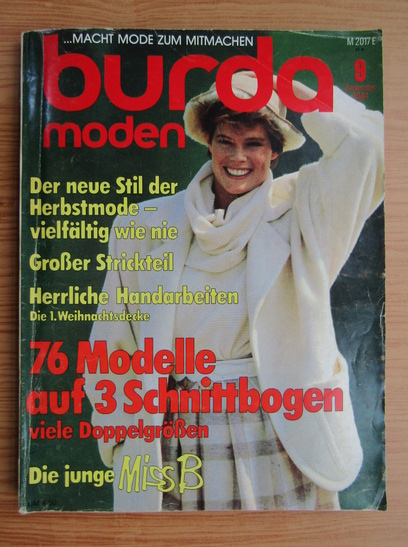 ...MACHT MODE ZUM MITMACHEN
M 2017 E
burda
moden
9
Der neue Stil der
Herbstmode –
vielfältig wie nie
Großer Strickteil
Herrliche Handarbeiten
Die 1. Weihnachtsdecke
76 Modelle
auf 3 Schnittbogen
viele Doppelgrößen
Die junge Miss B